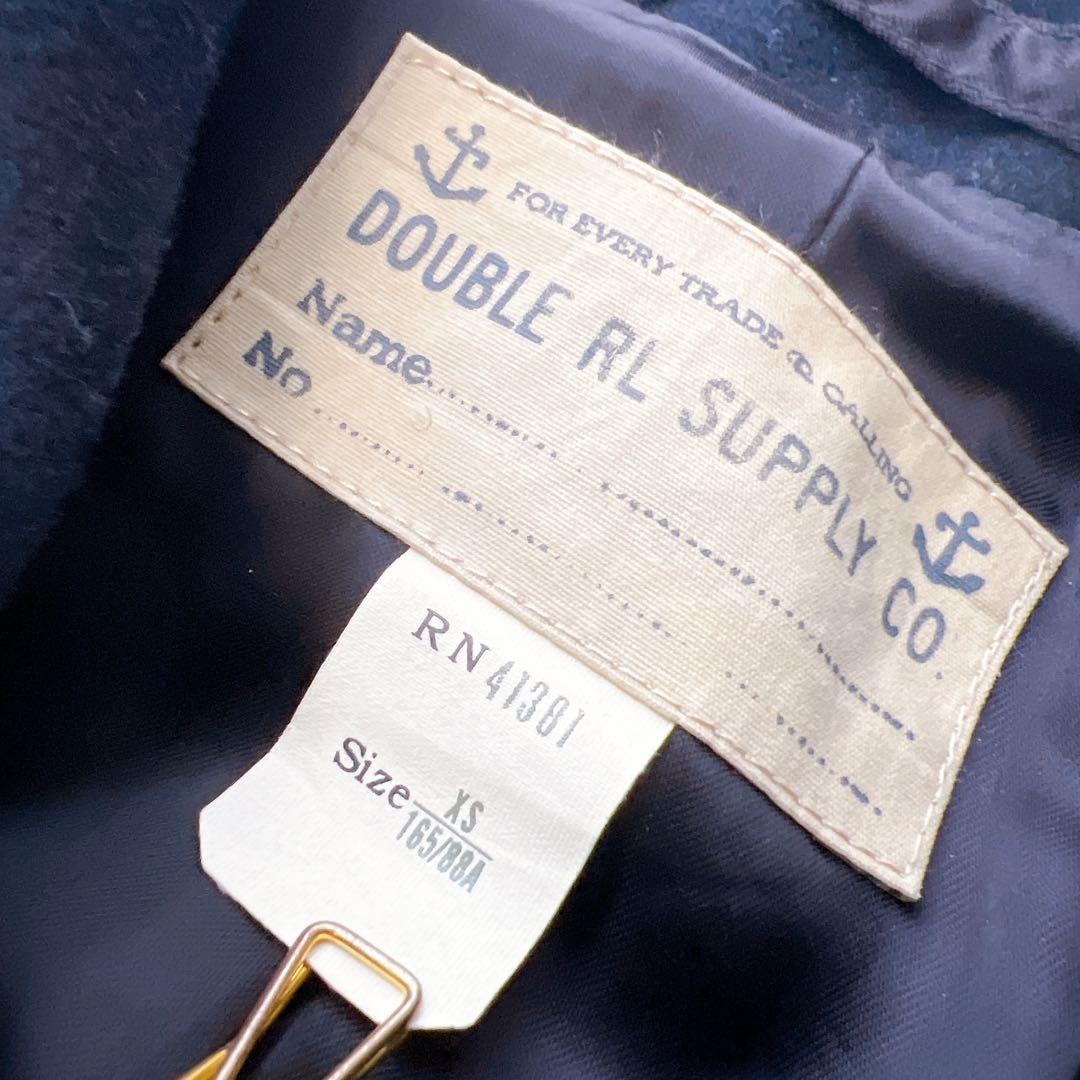 FOR EVERY TRADE & CALLING
DOUBLE RL SUPPLY CO.
Name
No
RN 41381
Size XS
165/88A